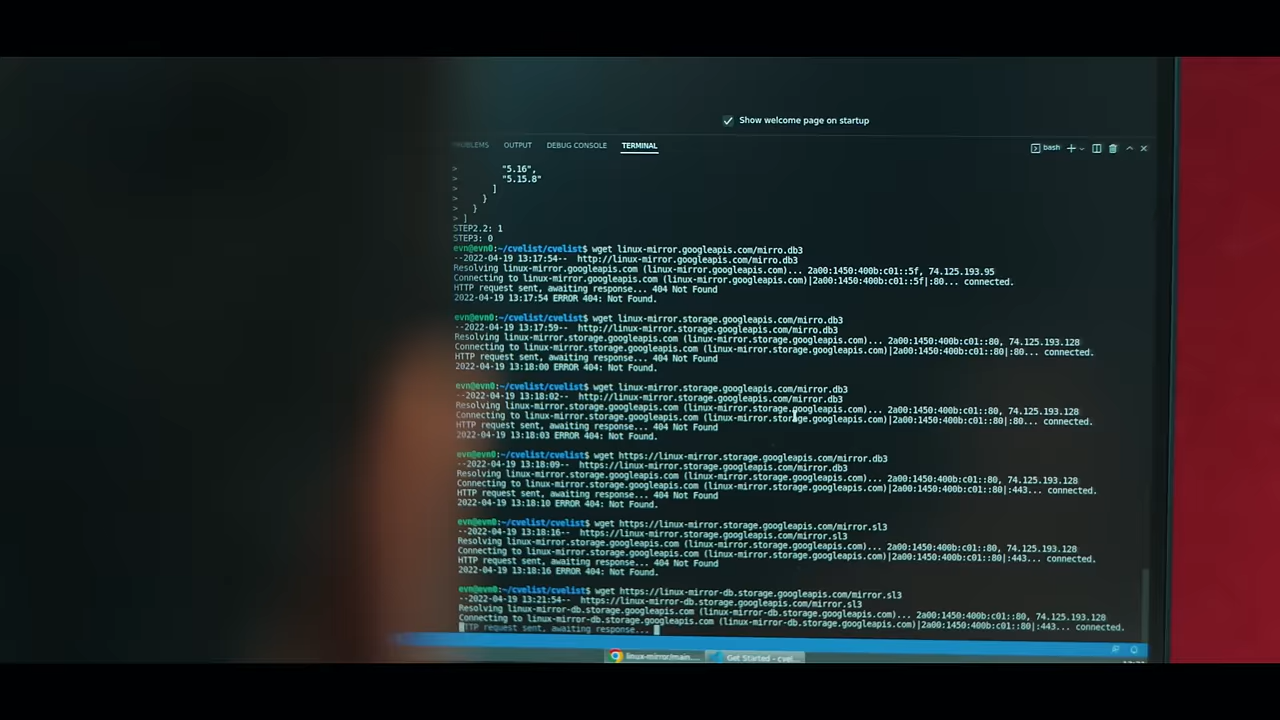 Show welcome page on startup
OUTPUT DEBUG CONSOLE TERMINAL
bash
> "5.16",
> "5.15.8"
> ]
> }
> }
> ]
STEP2.2: 1
STEP3: 0
evn@evn0:~/cvelist/cvelist$ wget linux-mirror.googleapis.com/mirro.db3
--2022-04-19 13:17:54-- http://linux-mirror.googleapis.com/mirro.db3
Resolving linux-mirror.googleapis.com (linux-mirror.googleapis.com)... 2a00:1450:400b:c01::5f, 74.125.193.95
Connecting to linux-mirror.googleapis.com (linux-mirror.googleapis.com)|2a00:1450:400b:c01::5f|:80... connected.
HTTP request sent, awaiting response... 404 Not Found
2022-04-19 13:17:54 ERROR 404: Not Found.
evn@evn0:~/cvelist/cvelist$ wget linux-mirror.storage.googleapis.com/mirro.db3
--2022-04-19 13:17:59-- http://linux-mirror.storage.googleapis.com/mirro.db3
Resolving linux-mirror.storage.googleapis.com (linux-mirror.storage.googleapis.com)... 2a00:1450:400b:c01::80, 74.125.193.128
Connecting to linux-mirror.storage.googleapis.com (linux-mirror.storage.googleapis.com)|2a00:1450:400b:c01::80|:80... connected.
HTTP request sent, awaiting response... 404 Not Found
2022-04-19 13:18:00 ERROR 404: Not Found.
evn@evn0:~/cvelist/cvelist$ wget linux-mirror.storage.googleapis.com/mirror.db3
--2022-04-19 13:18:02-- http://linux-mirror.storage.googleapis.com/mirror.db3
Resolving linux-mirror.storage.googleapis.com (linux-mirror.storage.googleapis.com)... 2a00:1450:400b:c01::80, 74.125.193.128
Connecting to linux-mirror.storage.googleapis.com (linux-mirror.storage.googleapis.com)|2a00:1450:400b:c01::80|:80... connected.
HTTP request sent, awaiting response... 404 Not Found
2022-04-19 13:18:03 ERROR 404: Not Found.
evn@evn0:~/cvelist/cvelist$ wget https://linux-mirror.storage.googleapis.com/mirror.db3
--2022-04-19 13:18:09-- https://linux-mirror.storage.googleapis.com/mirror.db3
Resolving linux-mirror.storage.googleapis.com (linux-mirror.storage.googleapis.com)... 2a00:1450:400b:c01::80, 74.125.193.128
Connecting to linux-mirror.storage.googleapis.com (linux-mirror.storage.googleapis.com)|2a00:1450:400b:c01::80|:443... connected.
HTTP request sent, awaiting response... 404 Not Found
2022-04-19 13:18:10 ERROR 404: Not Found.
evn@evn0:~/cvelist/cvelist$ wget https://linux-mirror.storage.googleapis.com/mirror.sl3
--2022-04-19 13:18:16-- https://linux-mirror.storage.googleapis.com/mirror.sl3
Resolving linux-mirror.storage.googleapis.com (linux-mirror.storage.googleapis.com)... 2a00:1450:400b:c01::80, 74.125.193.128
Connecting to linux-mirror.storage.googleapis.com (linux-mirror.storage.googleapis.com)|2a00:1450:400b:c01::80|:443... connected.
HTTP request sent, awaiting response... 404 Not Found
2022-04-19 13:18:16 ERROR 404: Not Found.
evn@evn0:~/cvelist/cvelist$ wget https://linux-mirror-db.storage.googleapis.com/mirror.sl3
--2022-04-19 13:21:54-- https://linux-mirror-db.storage.googleapis.com/mirror.sl3
Resolving linux-mirror-db.storage.googleapis.com (linux-mirror-db.storage.googleapis.com)... 2a00:1450:400b:c01::80, 74.125.193.128
Connecting to linux-mirror-db.storage.googleapis.com (linux-mirror-db.storage.googleapis.com)|2a00:1450:400b:c01::80|:443... connected.
HTTP request sent, awaiting response...
linux-mirror/main... Get Started - cvel...